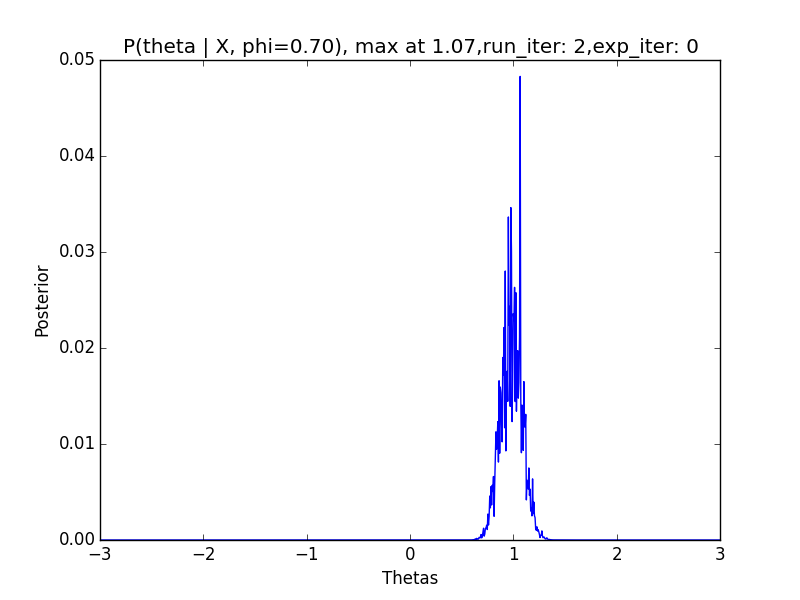 P(theta | X, phi=0.70), max at 1.07,run_iter: 2,exp_iter: 0
0.05
0.04
0.03
0.02
0.01
0.00
Posterior
−3 −2 −1 0 1 2 3
Thetas